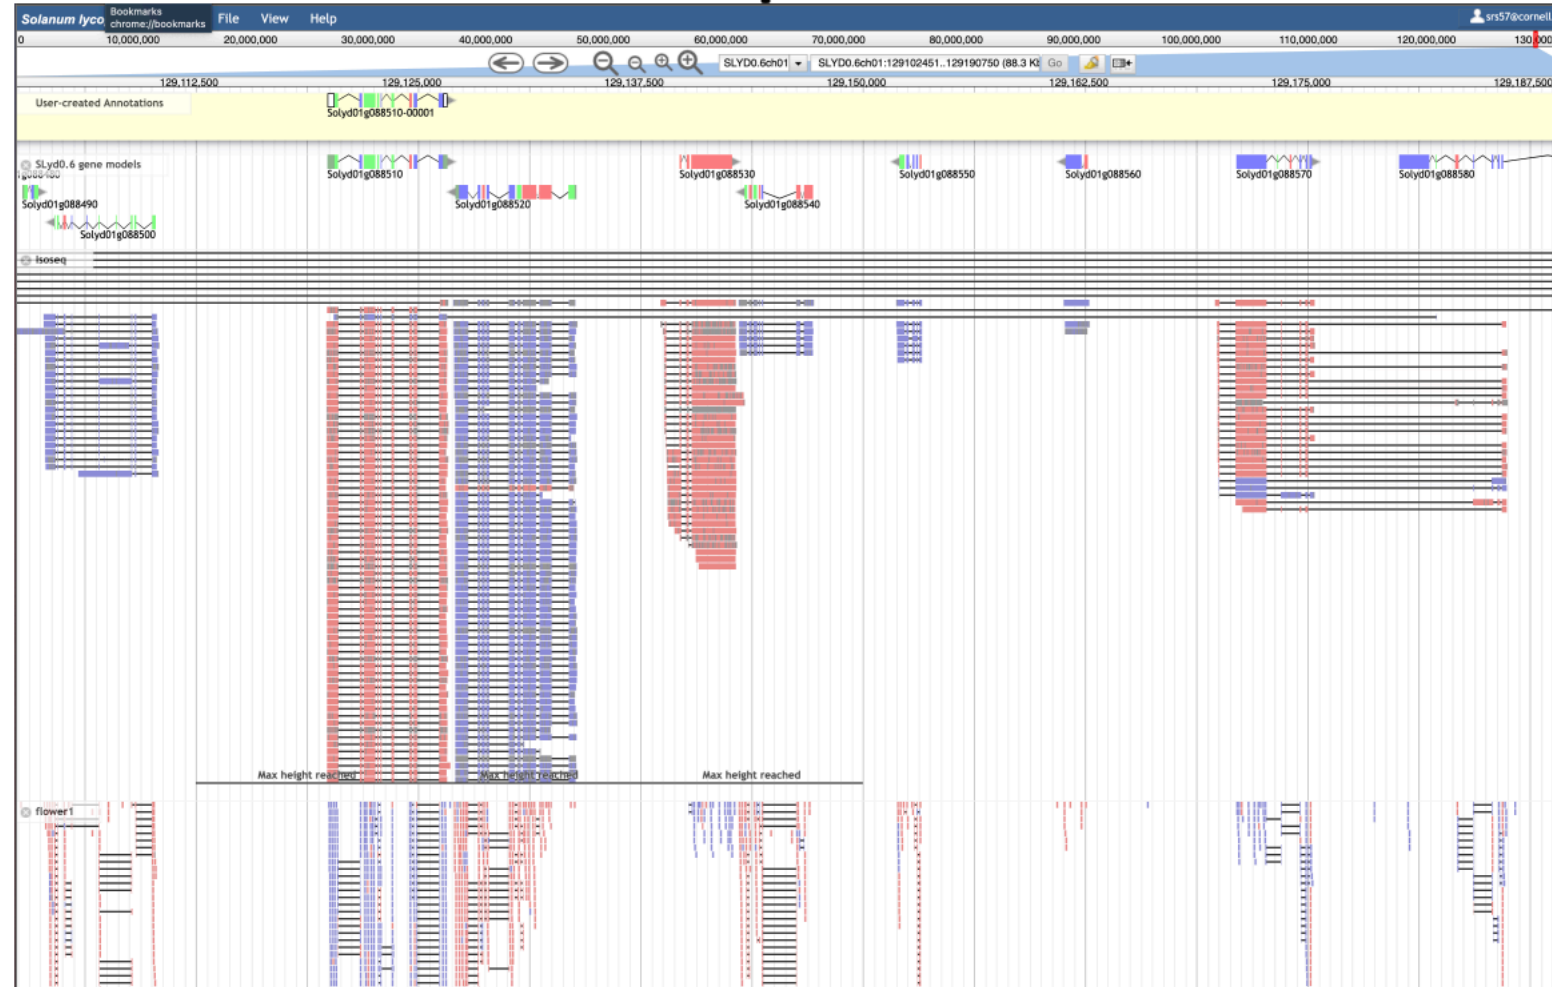 Solanum lyco
Bookmarks
chrome://bookmarks
File View Help
srs57@cornell
0 10,000,000 20,000,000 30,000,000 40,000,000 50,000,000 60,000,000 70,000,000 80,000,000 90,000,000 100,000,000 110,000,000 120,000,000 130,000
SLYD0.6ch01 SLYD0.6ch01:129102451..129190750 (88.3 Kb Go
129,112,500 129,125,000 129,137,500 129,150,000 129,162,500 129,175,000 129,187,500
User-created Annotations
Solyd01g088510-00001
SLyd0.6 gene models
1g088480 Solyd01g088510 Solyd01g088530 Solyd01g088550 Solyd01g088560 Solyd01g088570 Solyd01g088580
Solyd01g088490 Solyd01g088520 Solyd01g088540
Solyd01g088500
Isoseq
Max height reached Max height reached Max height reached
flower1